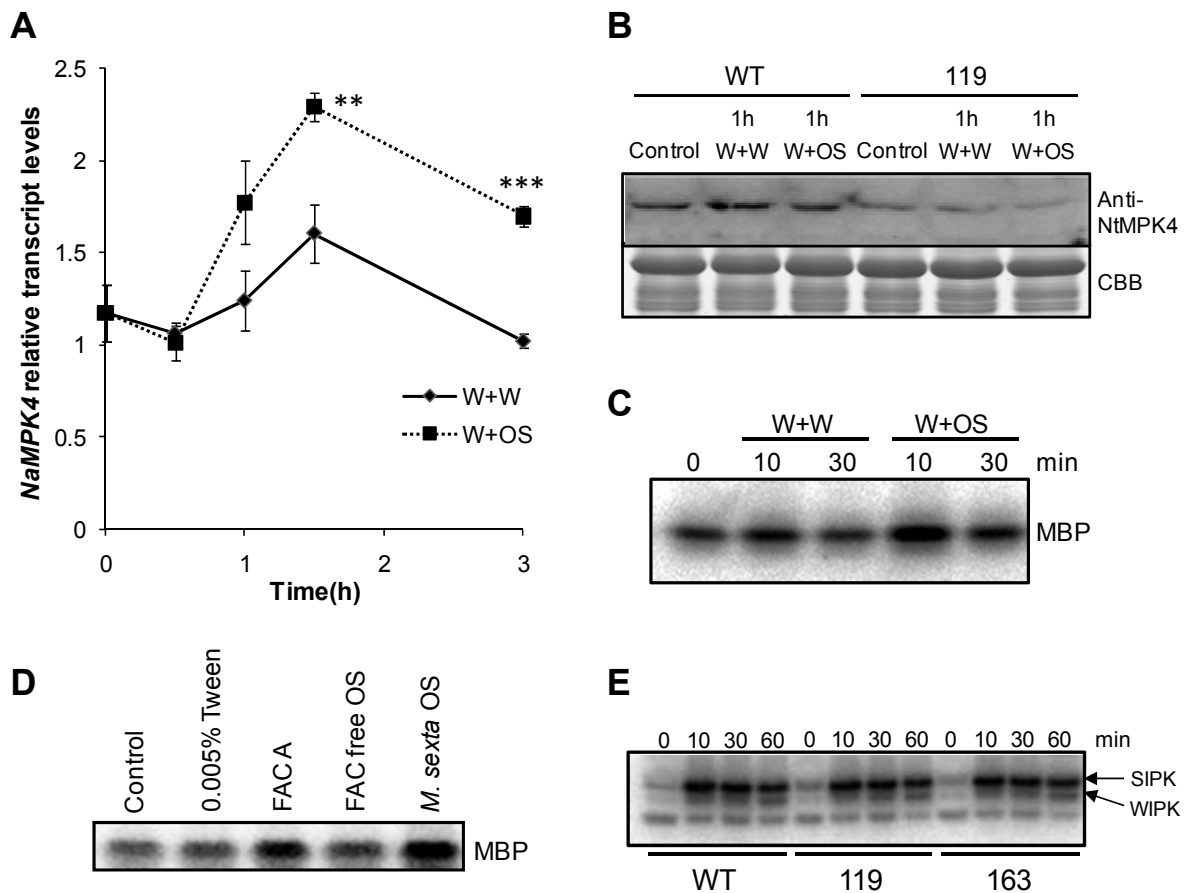 A
NaMPK4 relative transcript levels
2.5
2
1.5
1
0.5
0
**
***
W+W
W+OS
0 1 2 3
Time(h)
B
WT 119
1h 1h 1h 1h
Control W+W W+OS Control W+W W+OS
Anti-
NtMPK4
CBB
C
W+W W+OS
0 10 30 10 30 min
MBP
D
Control
0.005% Tween
FAC A
FAC free OS
M. sexta OS
MBP
E
0 10 30 60 0 10 30 60 0 10 30 60 min
SIPK
WIPK
WT 119 163